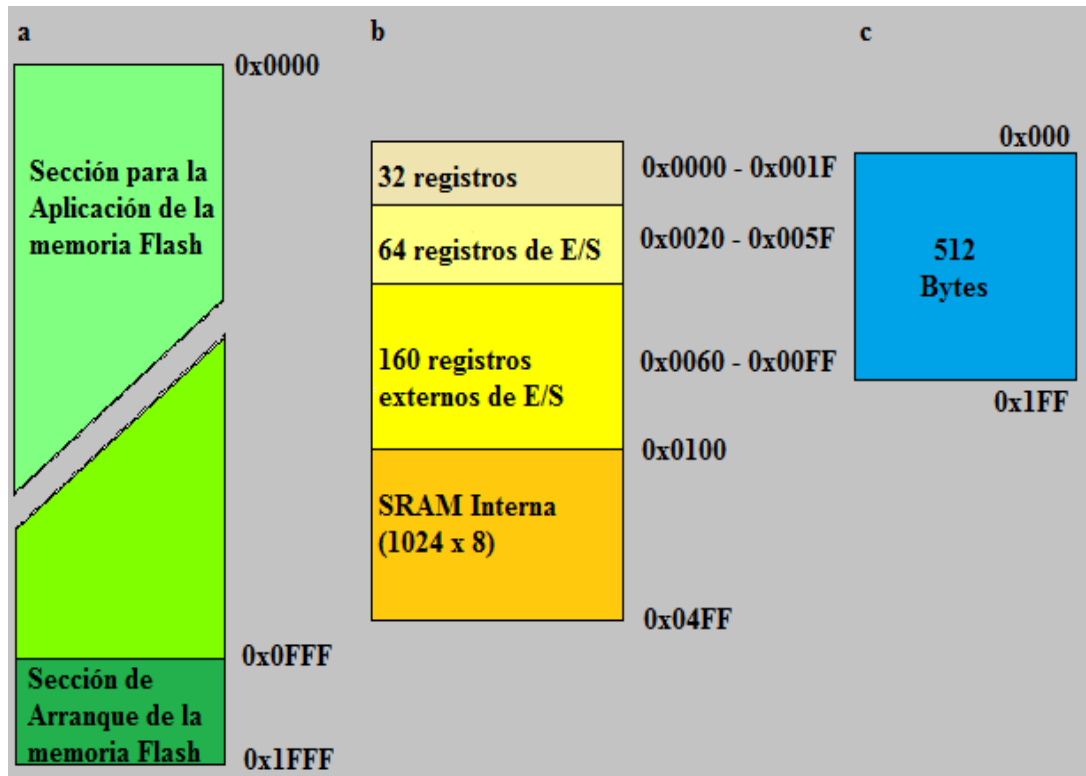 a
0x0000
Sección para la
Aplicación de la
memoria Flash
0x0FFF
Sección de
Arranque de la
memoria Flash
0x1FFF
b
32 registros
0x0000 - 0x001F
64 registros de E/S
0x0020 - 0x005F
160 registros
externos de E/S
0x0060 - 0x00FF
0x0100
SRAM Interna
(1024 x 8)
0x04FF
c
0x000
512
Bytes
0x1FF